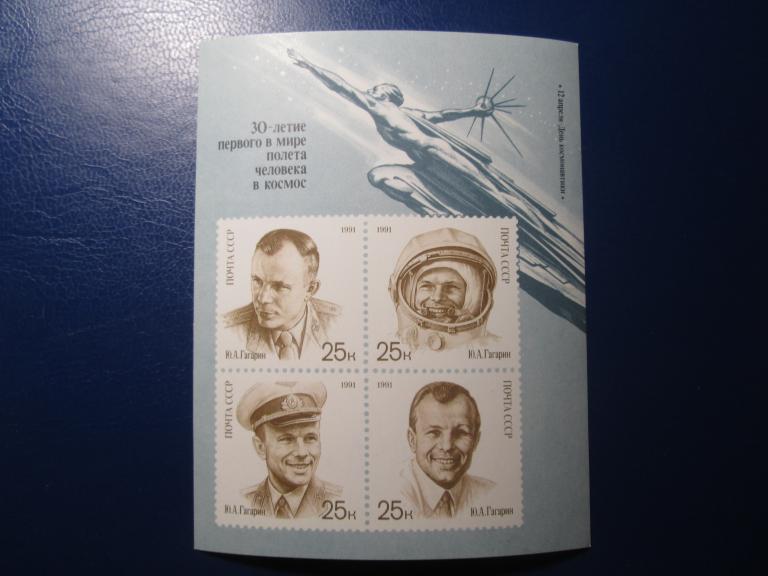 30-летие
первого в мире
полета
человека
в космос
• 12 апреля - День космонавтики •
ПОЧТА СССР
1991
Ю.А.Гагарин
25к
1991
ПОЧТА СССР
25к
Ю.А.Гагарин
ПОЧТА СССР
1991
Ю.А.Гагарин
25к
1991
ПОЧТА СССР
25к
Ю.А.Гагарин